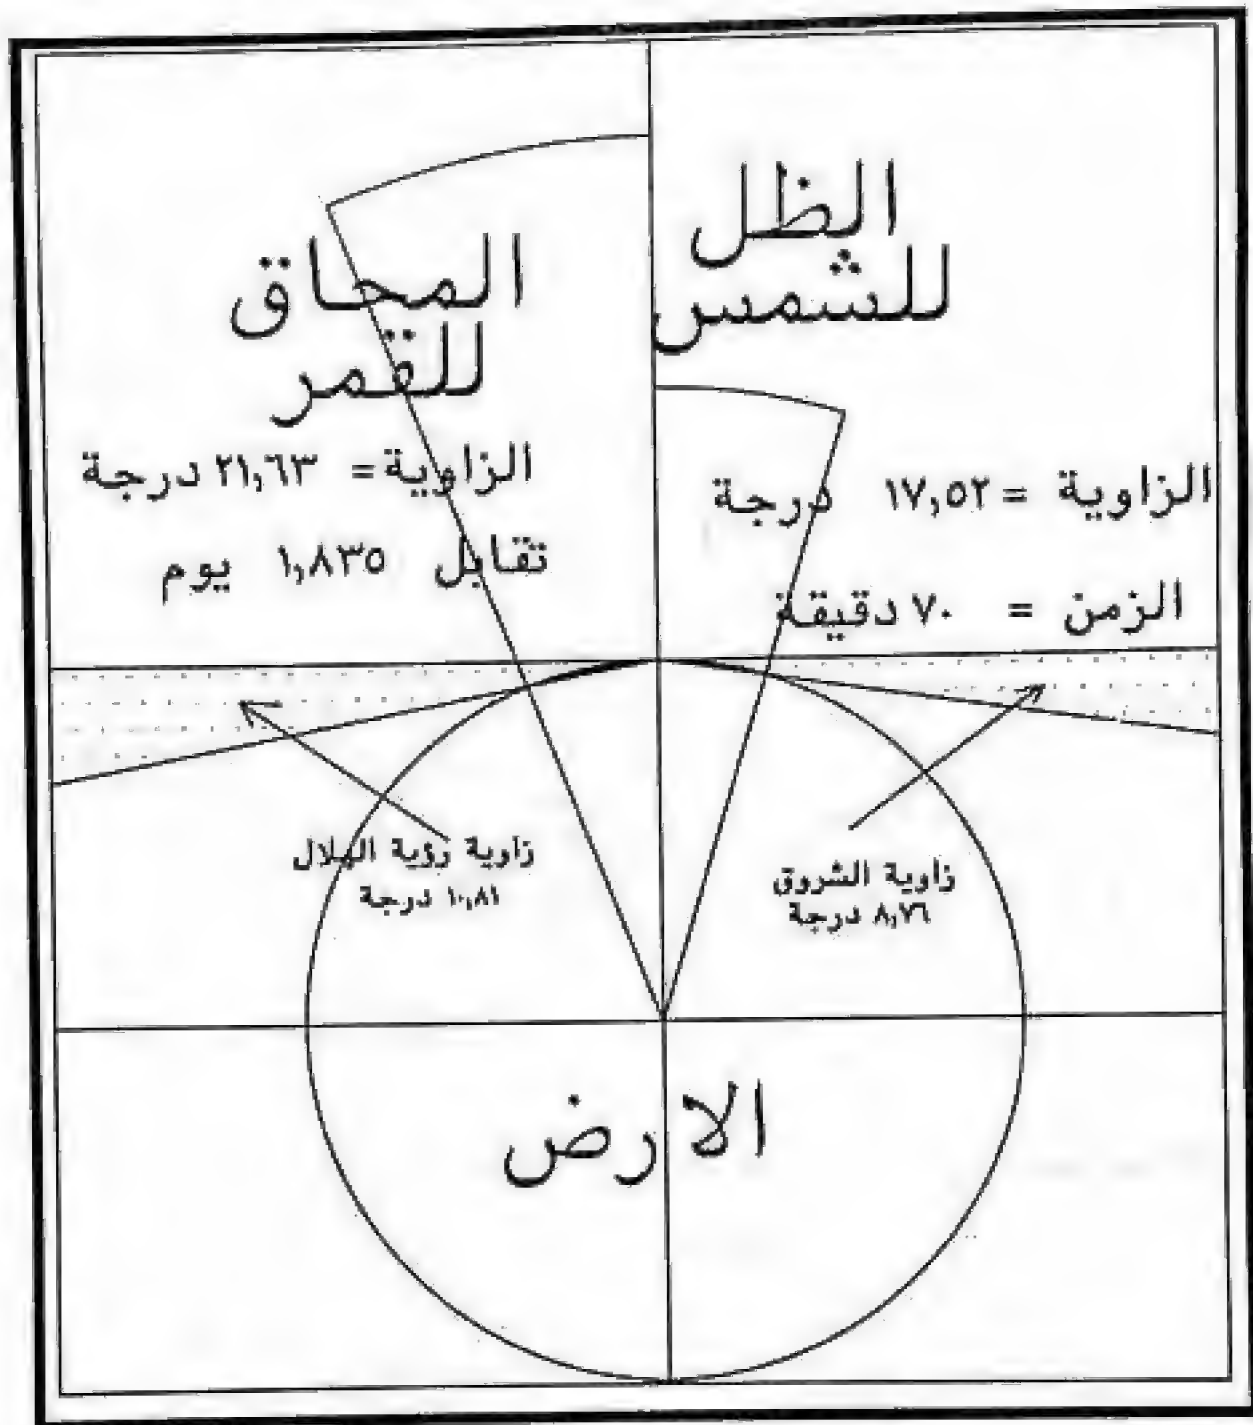 الظل
للشمس
الزاوية = ١٧,٥٢ درجة
الزمن = ٧٠ دقيقة
المحاق
للقمر
الزاوية = ٢١,٦٣ درجة
تقابل ١,٨٣٥ يوم
زاوية الشروق
٨,٧٦ درجة
زاوية رؤية الهلال
١٠,٨١ درجة
الارض